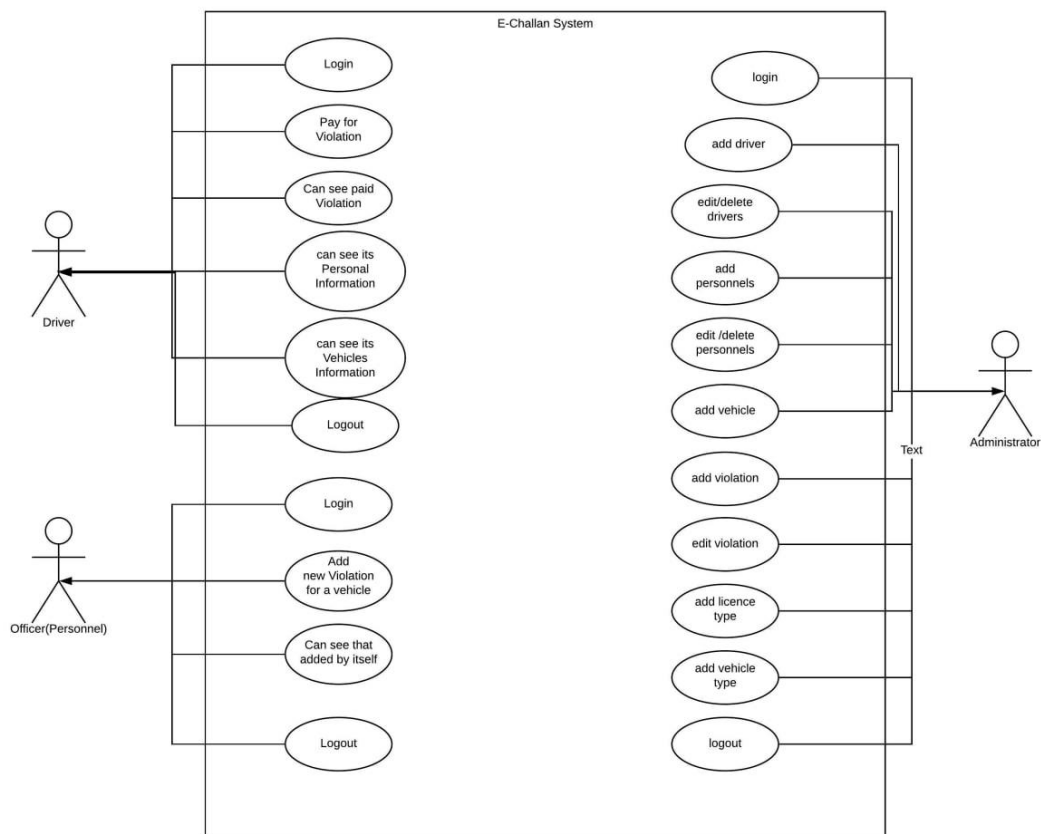 E-Challan System
Login
Pay for
Violation
Can see paid
Violation
can see its
Personal
Information
can see its
Vehicles
Information
Logout
Driver
Login
Add
new Violation
for a vehicle
Can see that
added by itself
Logout
Officer(Personnel)
login
add driver
edit/delete
drivers
add
personnels
edit /delete
personnels
add vehicle
add violation
edit violation
add licence
type
add vehicle
type
logout
Text
Administrator